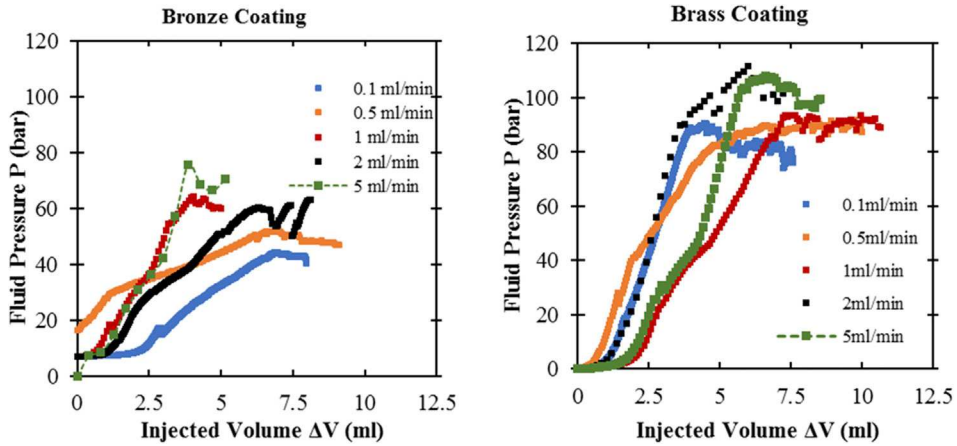 Bronze Coating
120
100
80
60
40
20
0
Fluid Pressure P (bar)
0.1 ml/min
0.5 ml/min
1 ml/min
2 ml/min
5 ml/min
0 2.5 5 7.5 10 12.5
Injected Volume ΔV (ml)
Brass Coating
120
100
80
60
40
20
0
Fluid Pressure P (bar)
0.1ml/min
0.5ml/min
1ml/min
2ml/min
5ml/min
0 2.5 5 7.5 10 12.5
Injected Volume ΔV (ml)